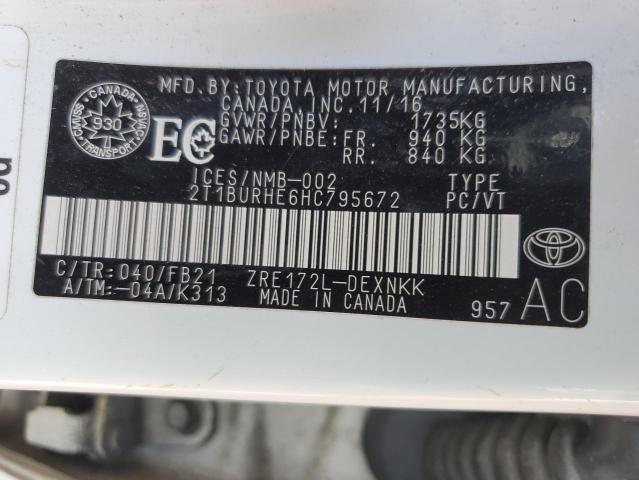 MFD. BY: TOYOTA MOTOR MANUFACTURING,
CANADA, INC. 11/16
GVWR/PNBV: 1735KG
GAWR/PNBE: FR. 940 KG
RR. 840 KG
CANADA
930
TRANSPORT
CMVSS
NSVAC
EC
ICES/NMB-002 TYPE
2T1BURHE6HC795672 PC/VT
C/TR: 040/FB21 ZRE172L-DEXNKK
A/TM: -04A/K313 MADE IN CANADA
957 AC